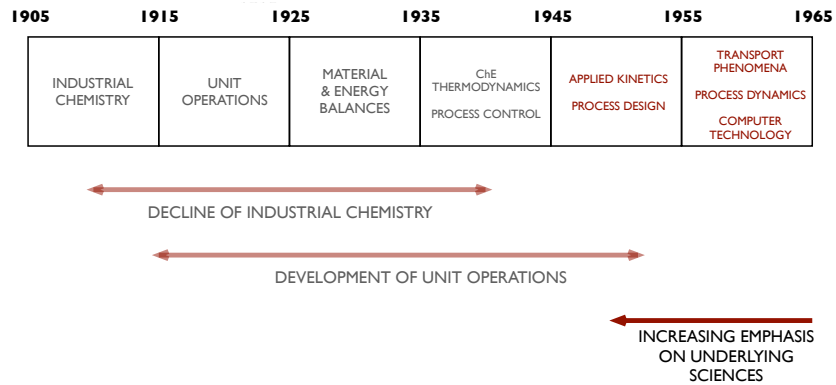 1905 1915 1925 1935 1945 1955 1965
INDUSTRIAL
CHEMISTRY
UNIT
OPERATIONS
MATERIAL
& ENERGY
BALANCES
ChE
THERMODYNAMICS
PROCESS CONTROL
APPLIED KINETICS
PROCESS DESIGN
TRANSPORT
PHENOMENA
PROCESS DYNAMICS
COMPUTER
TECHNOLOGY
DECLINE OF INDUSTRIAL CHEMISTRY
DEVELOPMENT OF UNIT OPERATIONS
INCREASING EMPHASIS
ON UNDERLYING
SCIENCES